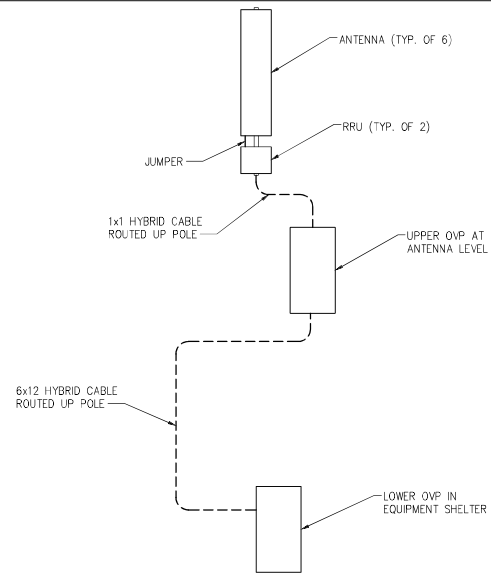 ANTENNA (TYP. OF 6)
RRU (TYP. OF 2)
JUMPER
1x1 HYBRID CABLE
ROUTED UP POLE
UPPER OVP AT
ANTENNA LEVEL
6x12 HYBRID CABLE
ROUTED UP POLE
LOWER OVP IN
EQUIPMENT SHELTER